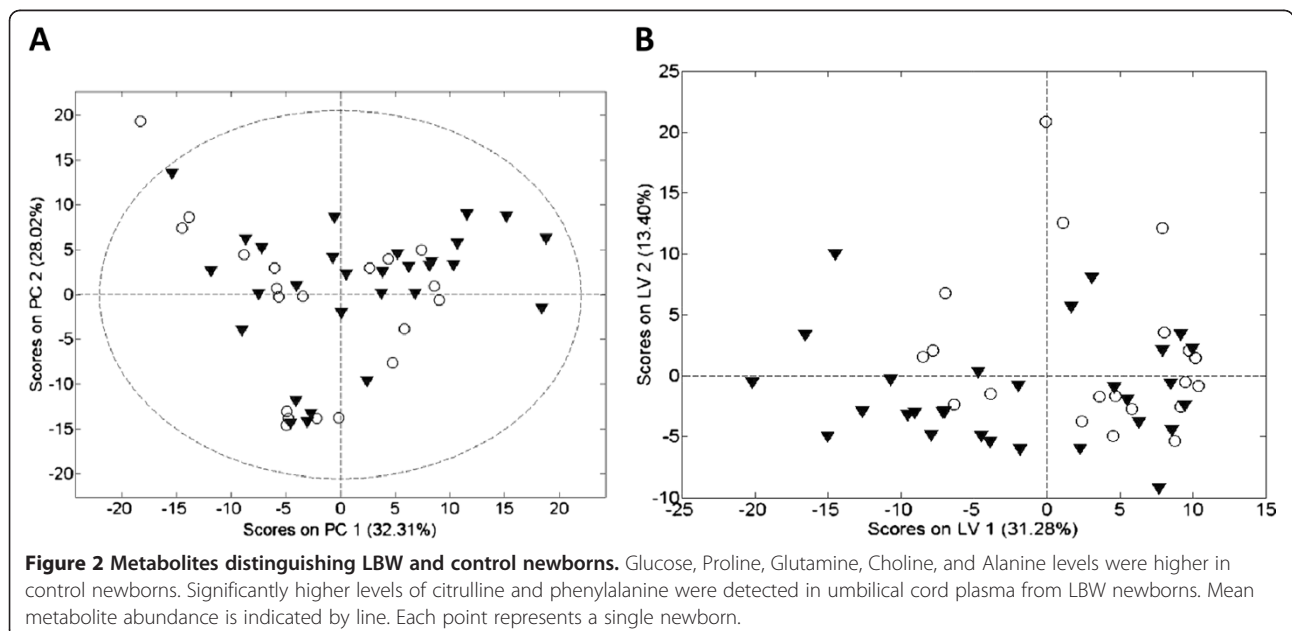 A
B
20
15
10
5
0
-5
-10
-15
-20
Scores on PC 2 (28.02%)
-20 -15 -10 -5 0 5 10 15 20
Scores on PC 1 (32.31%)
25
20
15
10
5
0
-5
-10
Scores on LV 2 (13.40%)
-25 -20 -15 -10 -5 0 5 10 15
Scores on LV 1 (31.28%)
Figure 2 Metabolites distinguishing LBW and control newborns. Glucose, Proline, Glutamine, Choline, and Alanine levels were higher in
control newborns. Significantly higher levels of citrulline and phenylalanine were detected in umbilical cord plasma from LBW newborns. Mean
metabolite abundance is indicated by line. Each point represents a single newborn.